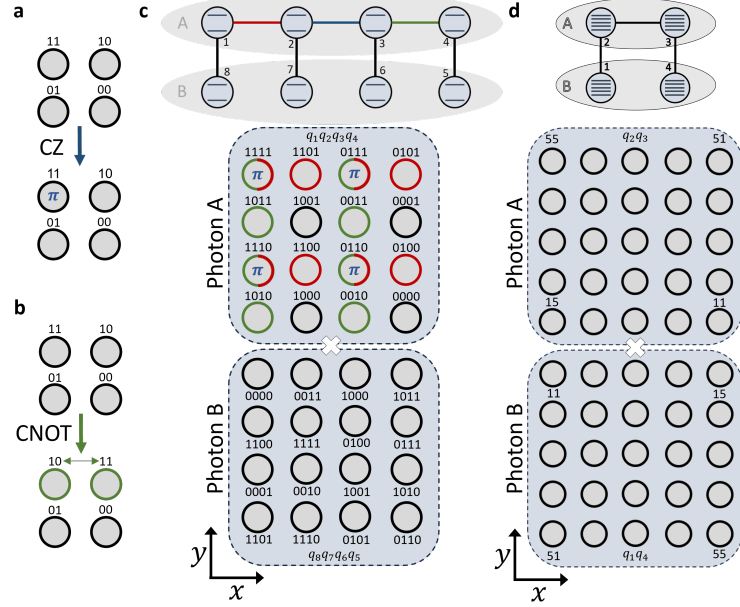 a
11 10
01 00
CZ
11 10
π
01 00
b
11 10
01 00
CNOT
10 11
01 00
c
A
1 2 3 4
8 7 6 5
B
q₁q₂q₃q₄
1111 1101 0111 0101
π π
1011 1001 0011 0001
1110 1100 0110 0100
π π
1010 1000 0010 0000
Photon A
Photon B
0000 0011 1000 1011
1100 1111 0100 0111
0001 0010 1001 1010
1101 1110 0101 0110
q₈q₇q₆q₅
y
x
d
A
2 3
1 4
B
q₂q₃
55 51
15 11
Photon A
Photon B
11 15
51 55
q₁q₄
y
x